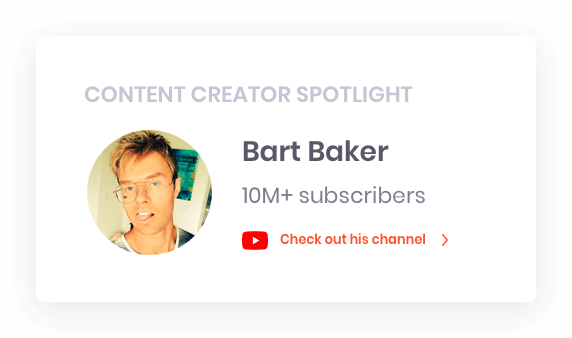 CONTENT CREATOR SPOTLIGHT
Bart Baker
10M+ subscribers
Check out his channel